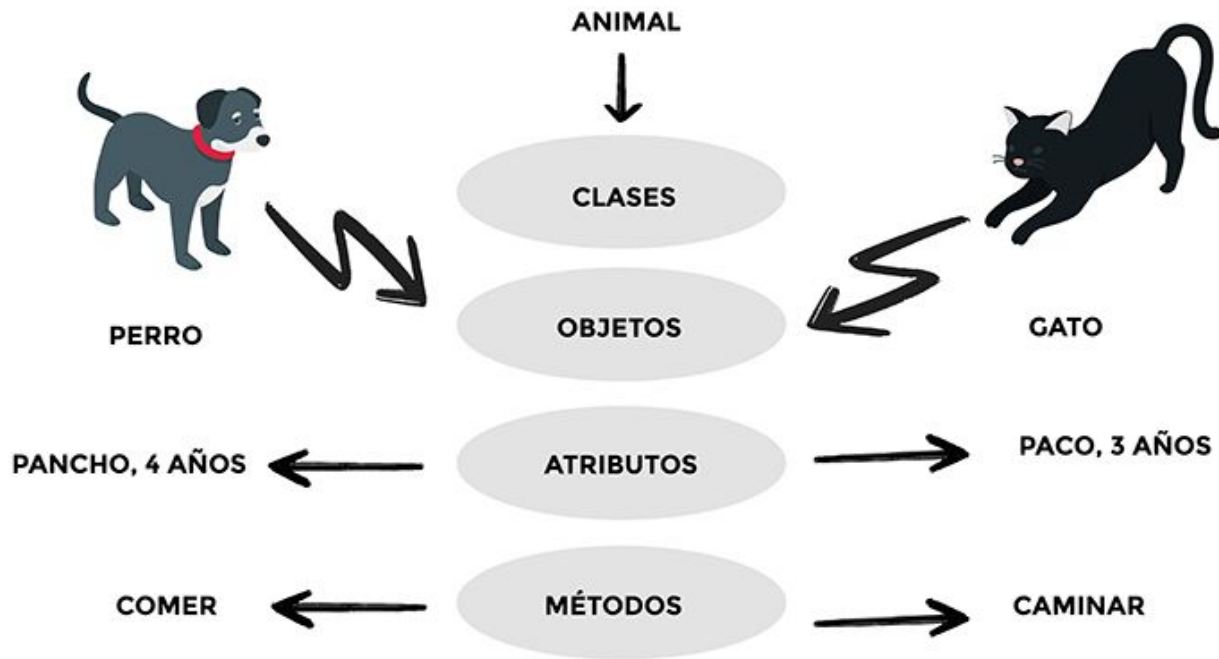 ANIMAL
CLASES
OBJETOS
PERRO
GATO
PANCHO, 4 AÑOS
ATRIBUTOS
PACO, 3 AÑOS
COMER
MÉTODOS
CAMINAR